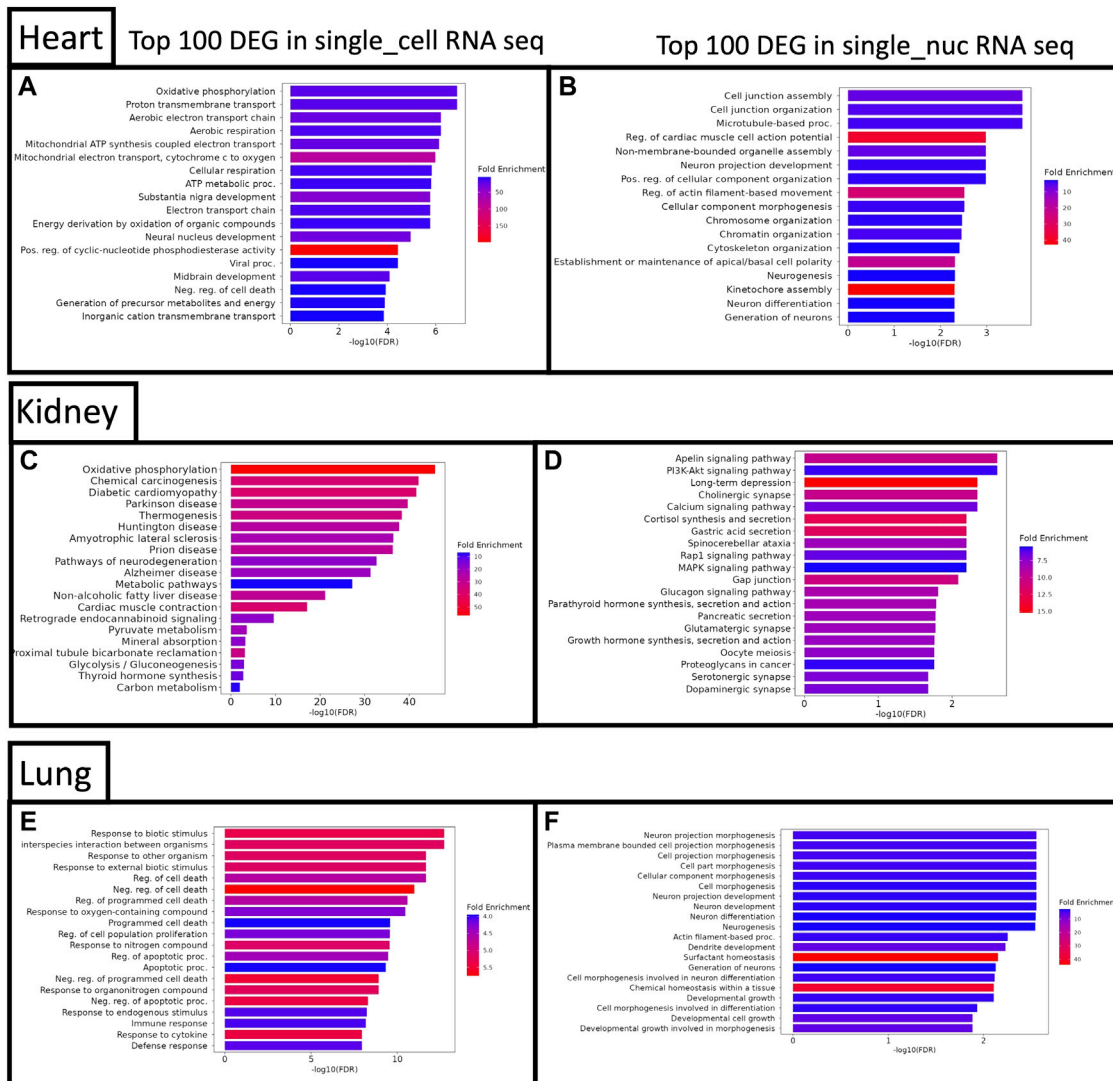 Heart
Top 100 DEG in single_cell RNA seq
Top 100 DEG in single_nuc RNA seq
A
Oxidative phosphorylation
Proton transmembrane transport
Aerobic electron transport chain
Aerobic respiration
Mitochondrial ATP synthesis coupled electron transport
Mitochondrial electron transport, cytochrome c to oxygen
Cellular respiration
ATP metabolic proc.
Substantia nigra development
Electron transport chain
Energy derivation by oxidation of organic compounds
Neural nucleus development
Pos. reg. of cyclic-nucleotide phosphodiesterase activity
Viral proc.
Midbrain development
Neg. reg. of cell death
Generation of precursor metabolites and energy
Inorganic cation transmembrane transport
0 2 4 6
-log10(FDR)
Fold Enrichment
50
100
150
B
Cell junction assembly
Cell junction organization
Microtubule-based proc.
Reg. of cardiac muscle cell action potential
Non-membrane-bounded organelle assembly
Neuron projection development
Pos. reg. of cellular component organization
Reg. of actin filament-based movement
Cellular component morphogenesis
Chromosome organization
Chromatin organization
Cytoskeleton organization
Establishment or maintenance of apical/basal cell polarity
Neurogenesis
Kinetochore assembly
Neuron differentiation
Generation of neurons
0 1 2 3
-log10(FDR)
Fold Enrichment
10
20
30
40
Kidney
C
Oxidative phosphorylation
Chemical carcinogenesis
Diabetic cardiomyopathy
Parkinson disease
Thermogenesis
Huntington disease
Amyotrophic lateral sclerosis
Prion disease
Pathways of neurodegeneration
Alzheimer disease
Metabolic pathways
Non-alcoholic fatty liver disease
Cardiac muscle contraction
Retrograde endocannabinoid signaling
Pyruvate metabolism
Mineral absorption
Proximal tubule bicarbonate reclamation
Glycolysis / Gluconeogenesis
Thyroid hormone synthesis
Carbon metabolism
0 10 20 30 40
-log10(FDR)
Fold Enrichment
10
20
30
40
50
D
Apelin signaling pathway
PI3K-Akt signaling pathway
Long-term depression
Cholinergic synapse
Calcium signaling pathway
Cortisol synthesis and secretion
Gastric acid secretion
Spinocerebellar ataxia
Rap1 signaling pathway
MAPK signaling pathway
Gap junction
Glucagon signaling pathway
Parathyroid hormone synthesis, secretion and action
Pancreatic secretion
Glutamatergic synapse
Growth hormone synthesis, secretion and action
Oocyte meiosis
Proteoglycans in cancer
Serotonergic synapse
Dopaminergic synapse
0 1 2
-log10(FDR)
Fold Enrichment
7.5
10.0
12.5
15.0
Lung
E
Response to biotic stimulus
interspecies interaction between organisms
Response to other organism
Response to external biotic stimulus
Reg. of cell death
Neg. reg. of cell death
Reg. of programmed cell death
Response to oxygen-containing compound
Programmed cell death
Reg. of cell population proliferation
Response to nitrogen compound
Reg. of apoptotic proc.
Apoptotic proc.
Neg. reg. of programmed cell death
Response to organonitrogen compound
Neg. reg. of apoptotic proc.
Response to endogenous stimulus
Immune response
Response to cytokine
Defense response
0 5 10
-log10(FDR)
Fold Enrichment
4.0
4.5
5.0
5.5
F
Neuron projection morphogenesis
Plasma membrane bounded cell projection morphogenesis
Cell projection morphogenesis
Cell part morphogenesis
Cellular component morphogenesis
Cell morphogenesis
Neuron projection development
Neuron development
Neuron differentiation
Neurogenesis
Actin filament-based proc.
Dendrite development
Surfactant homeostasis
Generation of neurons
Cell morphogenesis involved in neuron differentiation
Chemical homeostasis within a tissue
Developmental growth
Cell morphogenesis involved in differentiation
Developmental cell growth
Developmental growth involved in morphogenesis
0 1 2
-log10(FDR)
Fold Enrichment
10
20
30
40